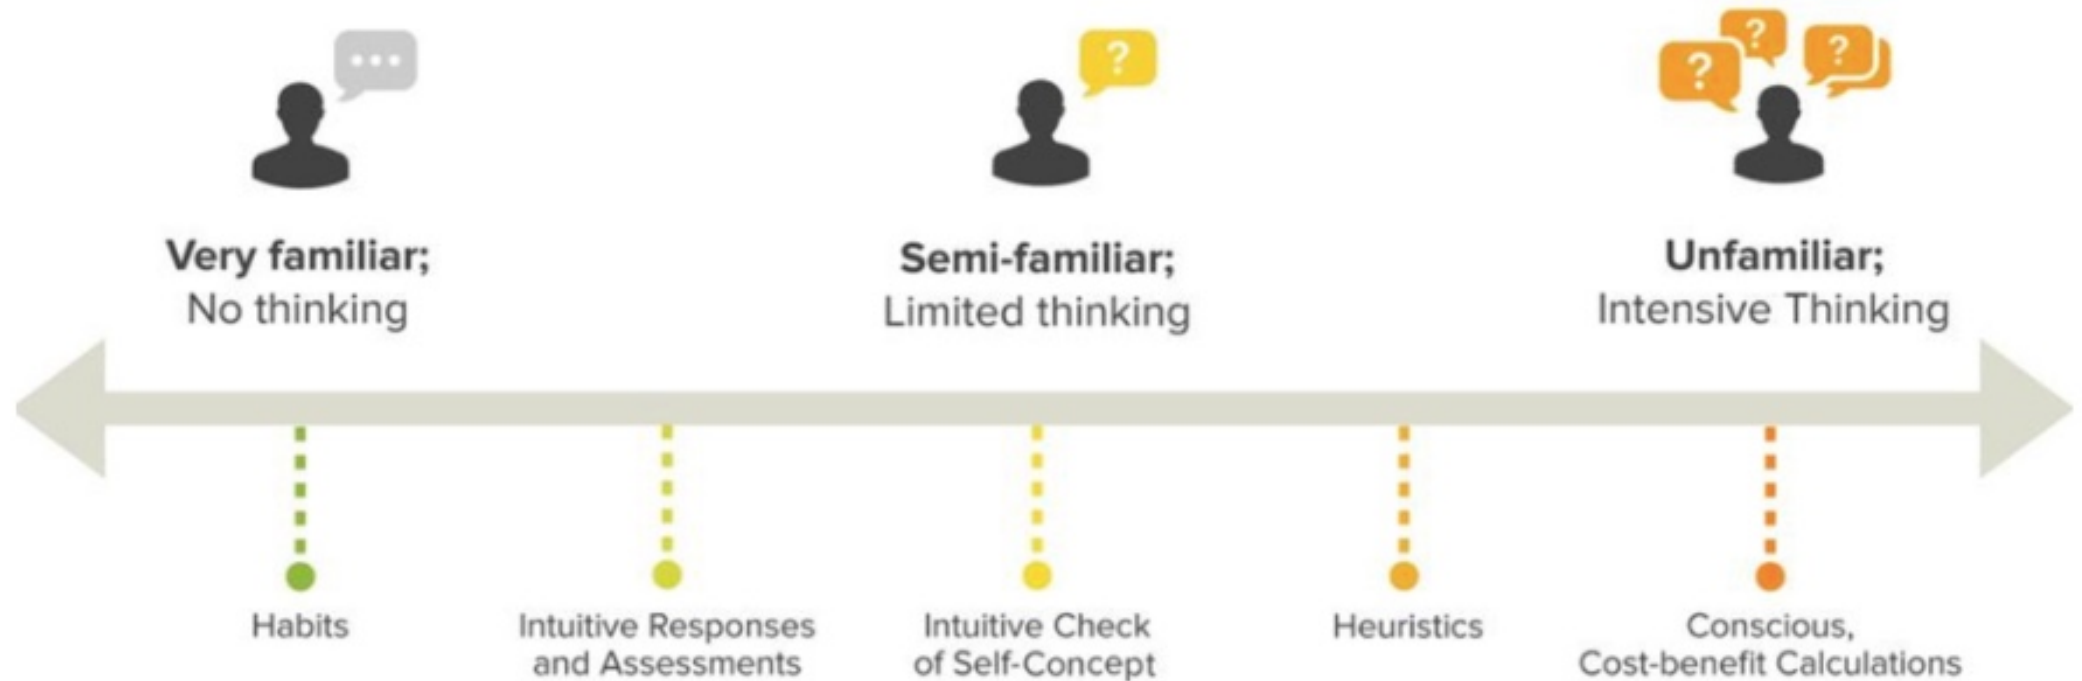 ...
?
? ? ?
Very familiar;
No thinking
Semi-familiar;
Limited thinking
Unfamiliar;
Intensive Thinking
Habits
Intuitive Responses
and Assessments
Intuitive Check
of Self-Concept
Heuristics
Conscious,
Cost-benefit Calculations